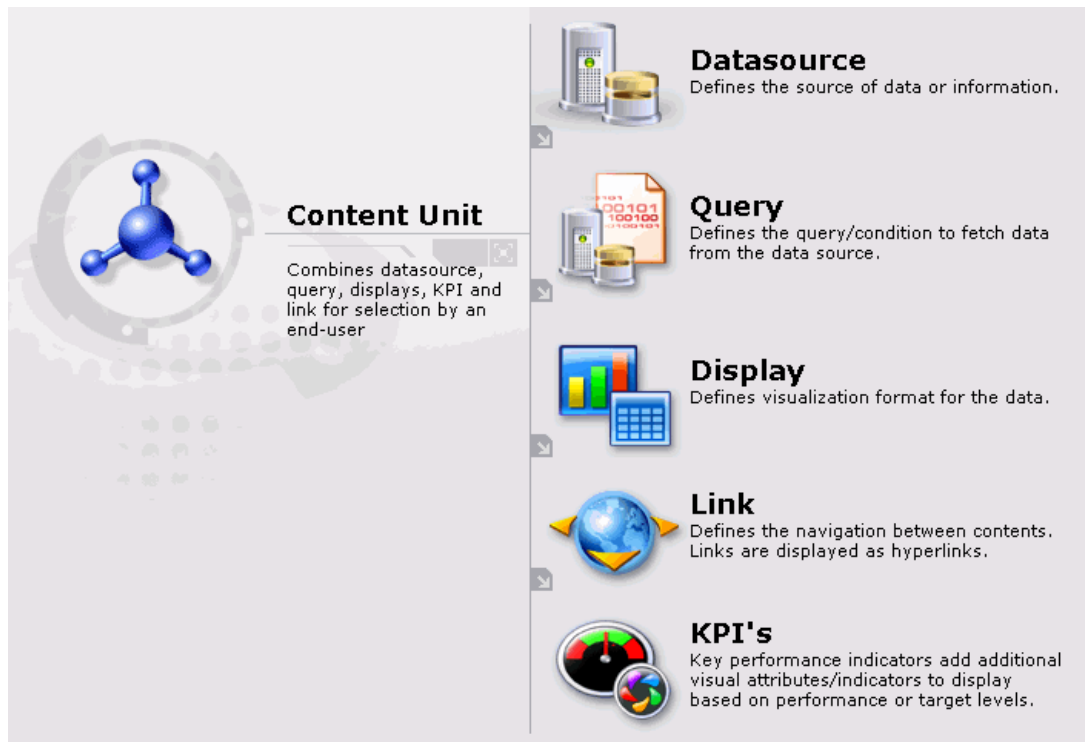 Content Unit
Combines datasource,
query, displays, KPI and
link for selection by an
end-user
Datasource
Defines the source of data or information.
Query
Defines the query/condition to fetch data
from the data source.
Display
Defines visualization format for the data.
Link
Defines the navigation between contents.
Links are displayed as hyperlinks.
KPI's
Key performance indicators add additional
visual attributes/indicators to display
based on performance or target levels.